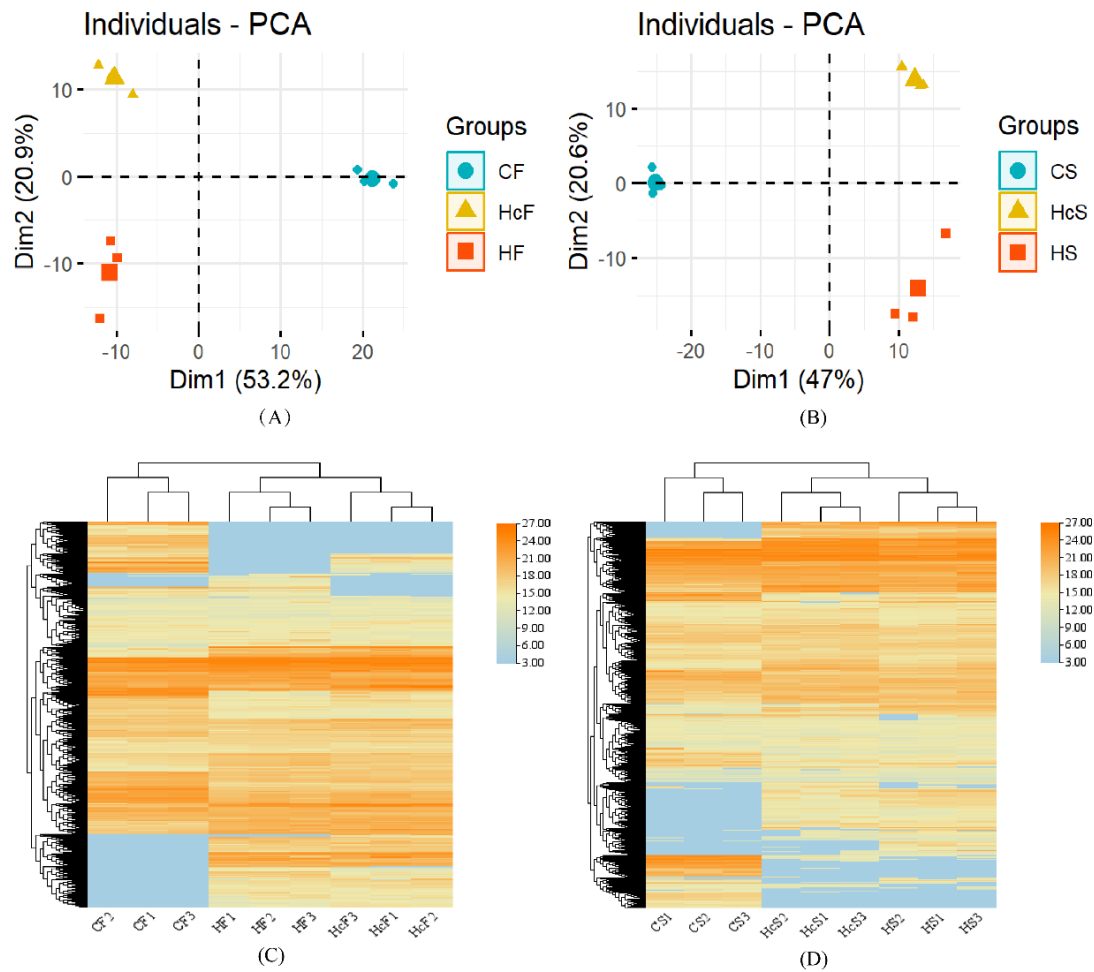 Individuals - PCA
10
0
-10
-10
0
10
20
Dim2 (20.9%)
Dim1 (53.2%)
Groups
CF
HcF
HF
(A)
Individuals - PCA
10
0
-10
-20
-10
0
10
Dim2 (20.6%)
Dim1 (47%)
Groups
CS
HcS
HS
(B)
27.00
24.00
21.00
18.00
15.00
12.00
9.00
6.00
3.00
CF2
CF1
CF3
HF1
HF2
HF3
HcF3
HcF1
HcF2
(C)
27.00
24.00
21.00
18.00
15.00
12.00
9.00
6.00
3.00
CS1
CS2
CS3
HcS2
HcS1
HcS3
HS2
HS1
HS3
(D)